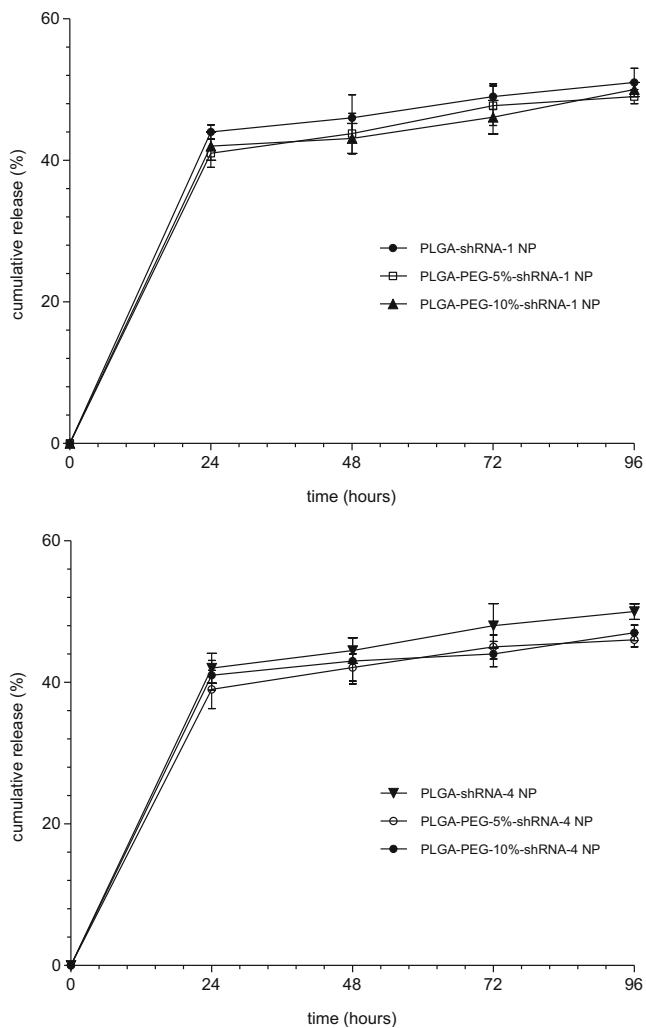 60
40
20
0
cumulative release (%)
PLGA-shRNA-1 NP
PLGA-PEG-5%-shRNA-1 NP
PLGA-PEG-10%-shRNA-1 NP
0 24 48 72 96
time (hours)
60
40
20
0
cumulative release (%)
PLGA-shRNA-4 NP
PLGA-PEG-5%-shRNA-4 NP
PLGA-PEG-10%-shRNA-4 NP
0 24 48 72 96
time (hours)